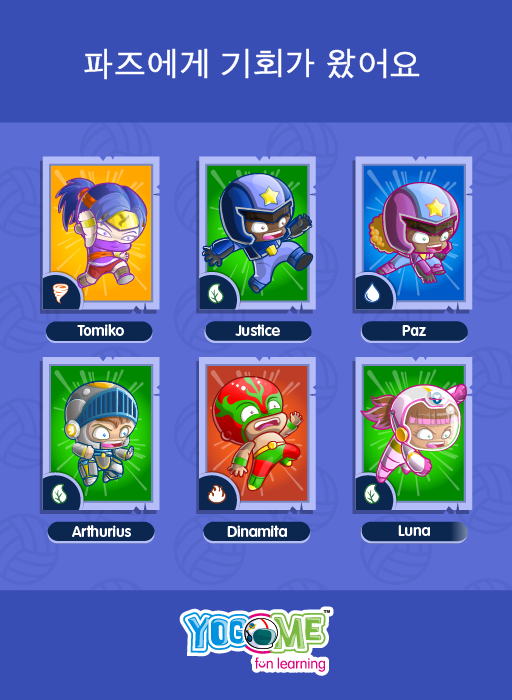 파즈에게 기회가 왔어요
Tomiko
Justice
Paz
Arthurius
Dinamita
Luna
YOGOME™
fun learning